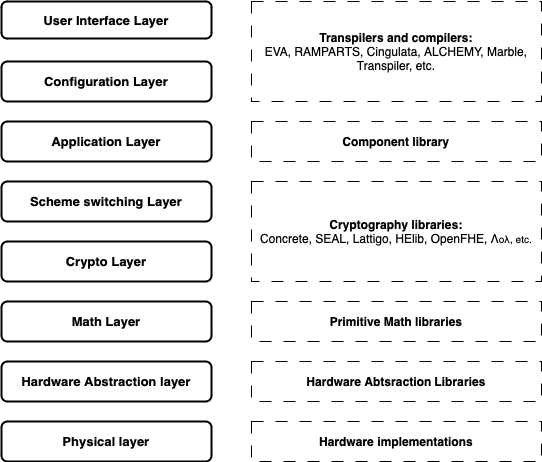 User Interface Layer
Transpilers and compilers:
EVA, RAMPARTS, Cingulata, ALCHEMY, Marble,
Transpiler, etc.
Configuration Layer
Application Layer
Component library
Scheme switching Layer
Cryptography libraries:
Concrete, SEAL, Lattigo, HElib, OpenFHE, Λολ, etc.
Crypto Layer
Math Layer
Primitive Math libraries
Hardware Abstraction layer
Hardware Abtsraction Libraries
Physical layer
Hardware implementations